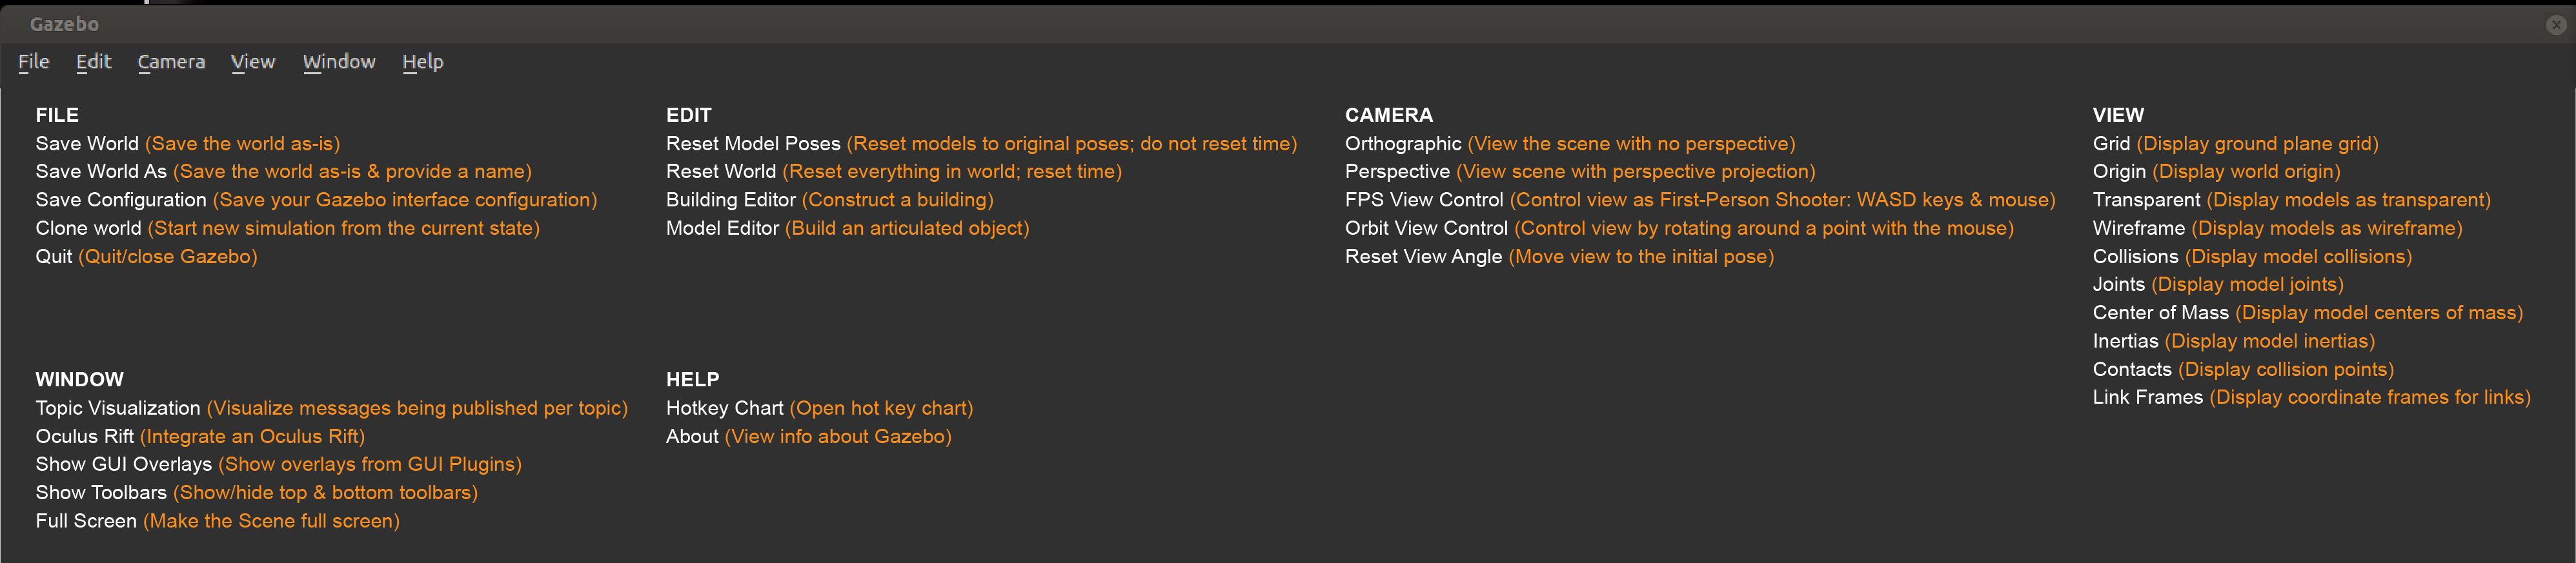 Gazebo
File Edit Camera View Window Help
FILE
Save World (Save the world as-is)
Save World As (Save the world as-is & provide a name)
Save Configuration (Save your Gazebo interface configuration)
Clone world (Start new simulation from the current state)
Quit (Quit/close Gazebo)
EDIT
Reset Model Poses (Reset models to original poses; do not reset time)
Reset World (Reset everything in world; reset time)
Building Editor (Construct a building)
Model Editor (Build an articulated object)
CAMERA
Orthographic (View the scene with no perspective)
Perspective (View scene with perspective projection)
FPS View Control (Control view as First-Person Shooter: WASD keys & mouse)
Orbit View Control (Control view by rotating around a point with the mouse)
Reset View Angle (Move view to the initial pose)
VIEW
Grid (Display ground plane grid)
Origin (Display world origin)
Transparent (Display models as transparent)
Wireframe (Display models as wireframe)
Collisions (Display model collisions)
Joints (Display model joints)
Center of Mass (Display model centers of mass)
Inertias (Display model inertias)
Contacts (Display collision points)
Link Frames (Display coordinate frames for links)
WINDOW
Topic Visualization (Visualize messages being published per topic)
Oculus Rift (Integrate an Oculus Rift)
Show GUI Overlays (Show overlays from GUI Plugins)
Show Toolbars (Show/hide top & bottom toolbars)
Full Screen (Make the Scene full screen)
HELP
Hotkey Chart (Open hot key chart)
About (View info about Gazebo)